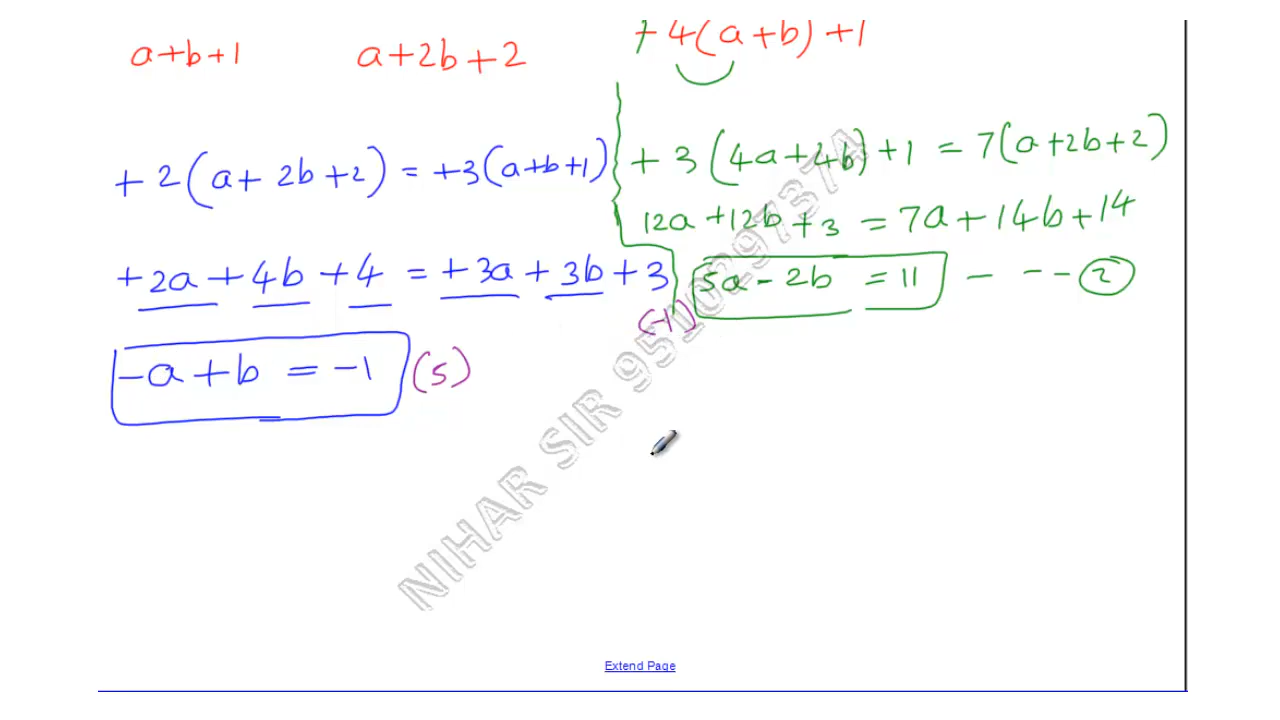 a+b+1 a+2b+2 7 4(a+b)+1
+2(a+2b+2) = +3(a+b+1)
+2a+4b+4 = +3a+3b+3
-a+b = -1 (5)
+3(4a+4b)+1 = 7(a+2b+2)
12a+12b+3 = 7a+14b+14
(-1) 5a-2b = 11 - - - 2
NIHAR SIR 9510297374
Extend Page